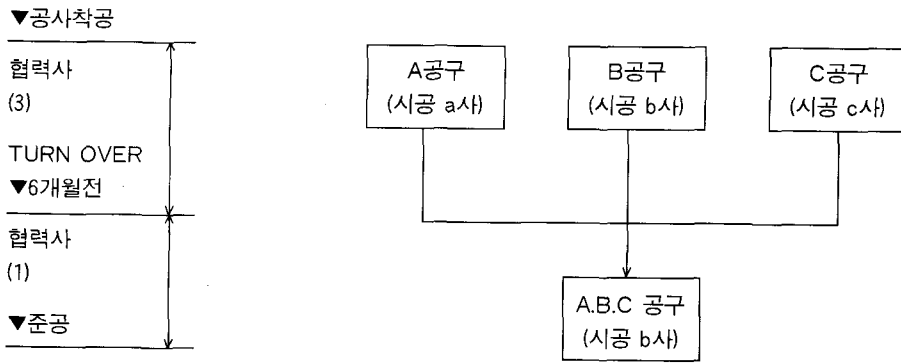 ▼공사착공
협력사
(3)
TURN OVER
▼6개월전
협력사
(1)
▼준공
A공구
(시공 a사)
B공구
(시공 b사)
C공구
(시공 c사)
A.B.C 공구
(시공 b사)